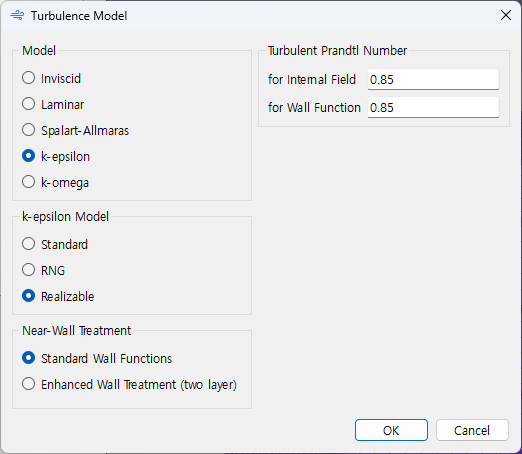 Turbulence Model
Model
Inviscid
Laminar
Spalart-Allmaras
k-epsilon
k-omega
k-epsilon Model
Standard
RNG
Realizable
Near-Wall Treatment
Standard Wall Functions
Enhanced Wall Treatment (two layer)
Turbulent Prandtl Number
for Internal Field 0.85
for Wall Function 0.85
OK Cancel